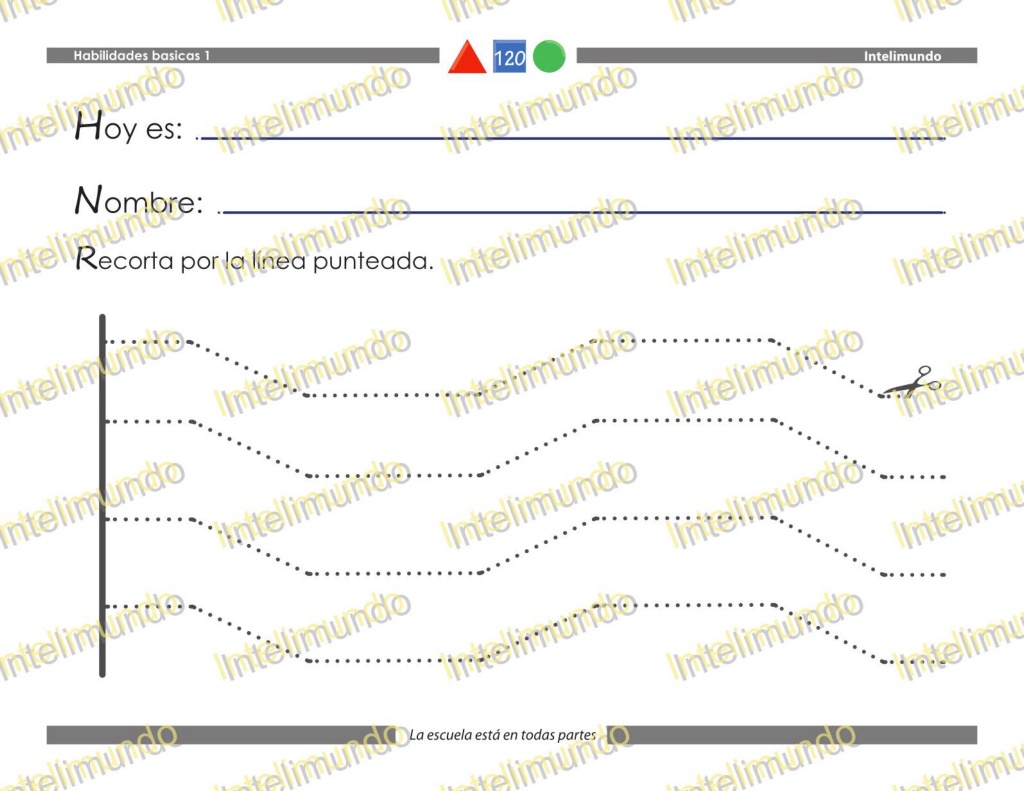 Habilidades basicas 1
120
Intelimundo
Hoy es:
Nombre:
Recorta por la línea punteada.
La escuela está en todas partes
Intelimundo